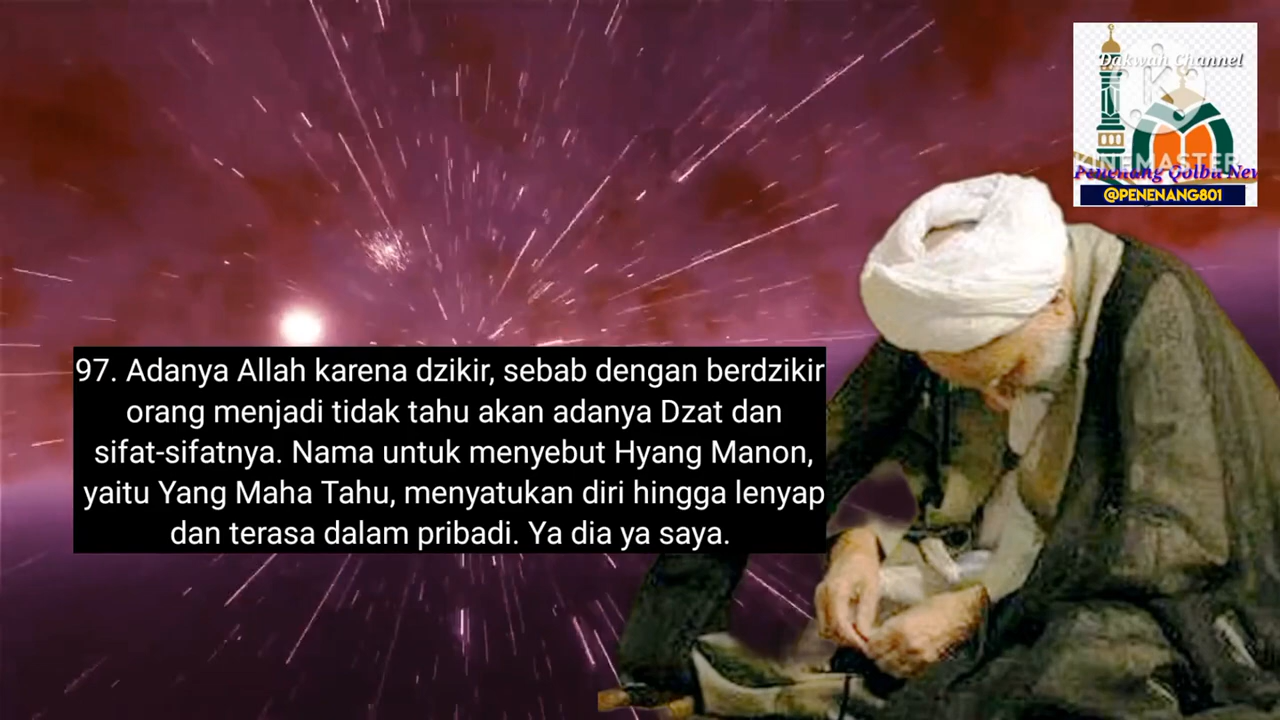 Dakwah Channel
KINEMASTER
Penenang Qolbu New
@PENENANG801
97. Adanya Allah karena dzikir, sebab dengan berdzikir
orang menjadi tidak tahu akan adanya Dzat dan
sifat-sifatnya. Nama untuk menyebut Hyang Manon,
yaitu Yang Maha Tahu, menyatukan diri hingga lenyap
dan terasa dalam pribadi. Ya dia ya saya.